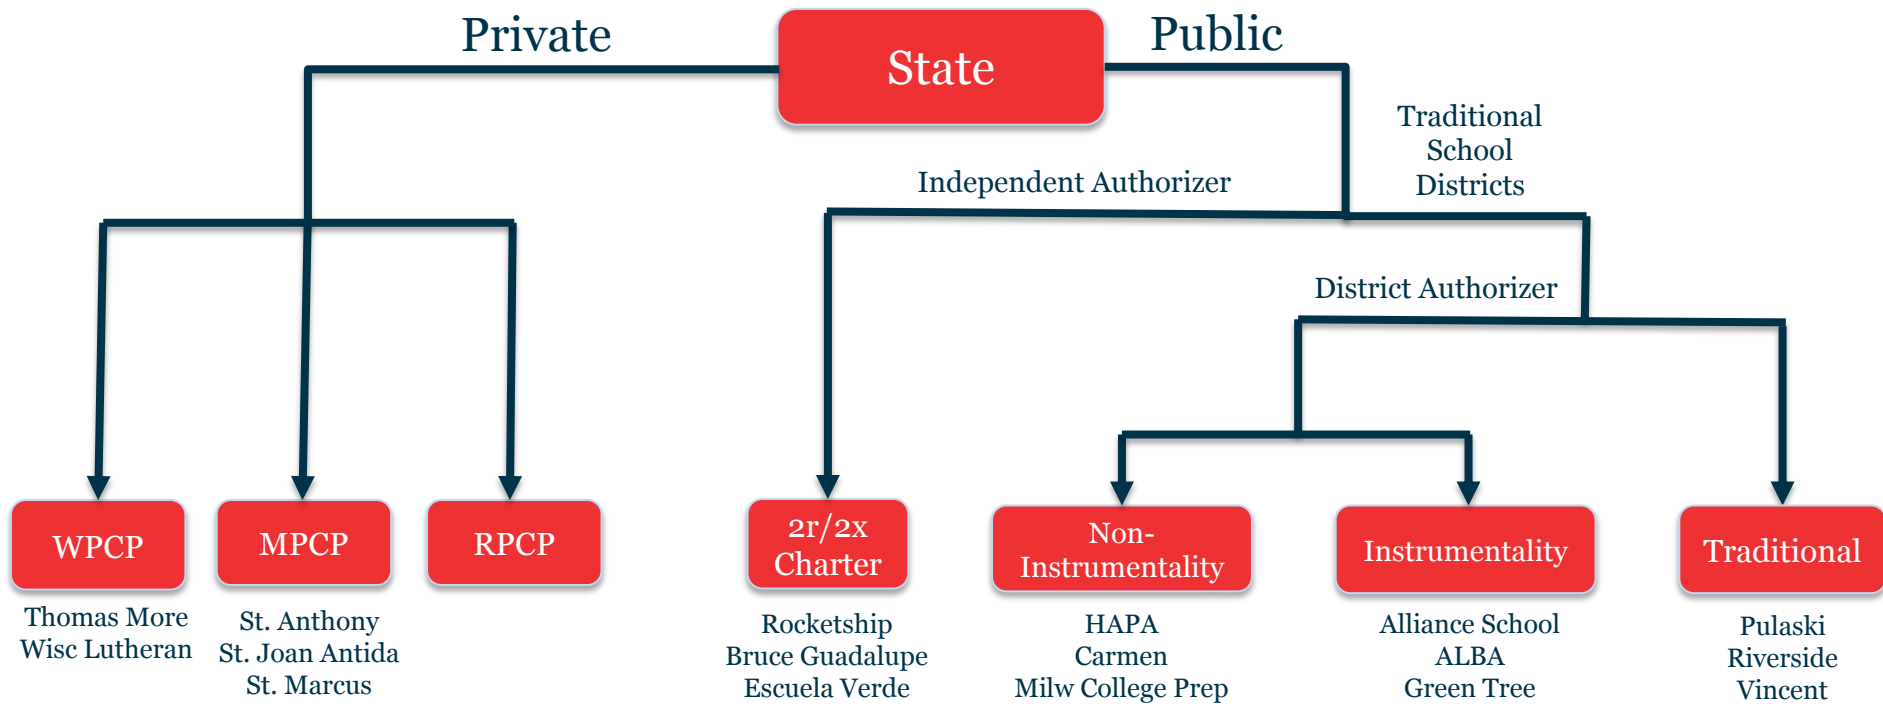 Private
State
Public
Traditional
School
Districts
Independent Authorizer
District Authorizer
WPCP
MPCP
RPCP
2r/2x
Charter
Non-
Instrumentality
Instrumentality
Traditional
Thomas More
Wisc Lutheran
St. Anthony
St. Joan Antida
St. Marcus
Rocketship
Bruce Guadalupe
Escuela Verde
HAPA
Carmen
Milw College Prep
Alliance School
ALBA
Green Tree
Pulaski
Riverside
Vincent